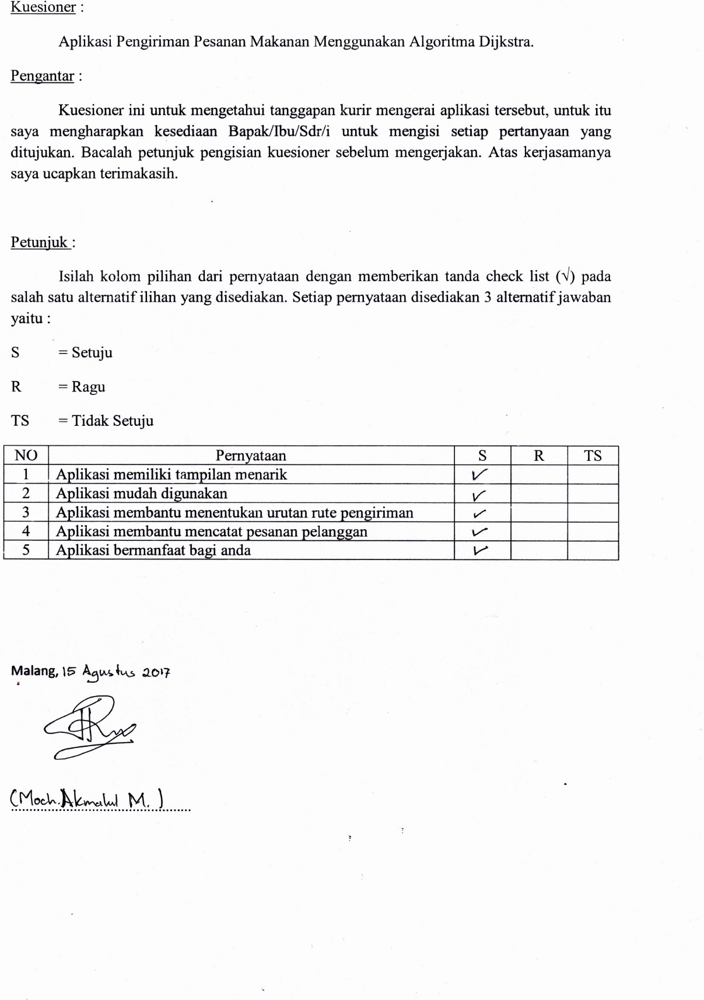 Kuesioner :
Aplikasi Pengiriman Pesanan Makanan Menggunakan Algoritma Dijkstra.
Pengantar :
Kuesioner ini untuk mengetahui tanggapan kurir mengerai aplikasi tersebut, untuk itu
saya mengharapkan kesediaan Bapak/Ibu/Sdr/i untuk mengisi setiap pertanyaan yang
ditujukan. Bacalah petunjuk pengisian kuesioner sebelum mengerjakan. Atas kerjasamanya
saya ucapkan terimakasih.
Petunjuk :
Isilah kolom pilihan dari pernyataan dengan memberikan tanda check list (√) pada
salah satu alternatif ilihan yang disediakan. Setiap pernyataan disediakan 3 alternatif jawaban
yaitu :
S = Setuju
R = Ragu
TS = Tidak Setuju
NO Pernyataan S R TS
1 Aplikasi memiliki tampilan menarik ✓
2 Aplikasi mudah digunakan ✓
3 Aplikasi membantu menentukan urutan rute pengiriman ✓
4 Aplikasi membantu mencatat pesanan pelanggan ✓
5 Aplikasi bermanfaat bagi anda ✓
Malang, 15 Agustus 2017
(Moch. Akmalul M. )